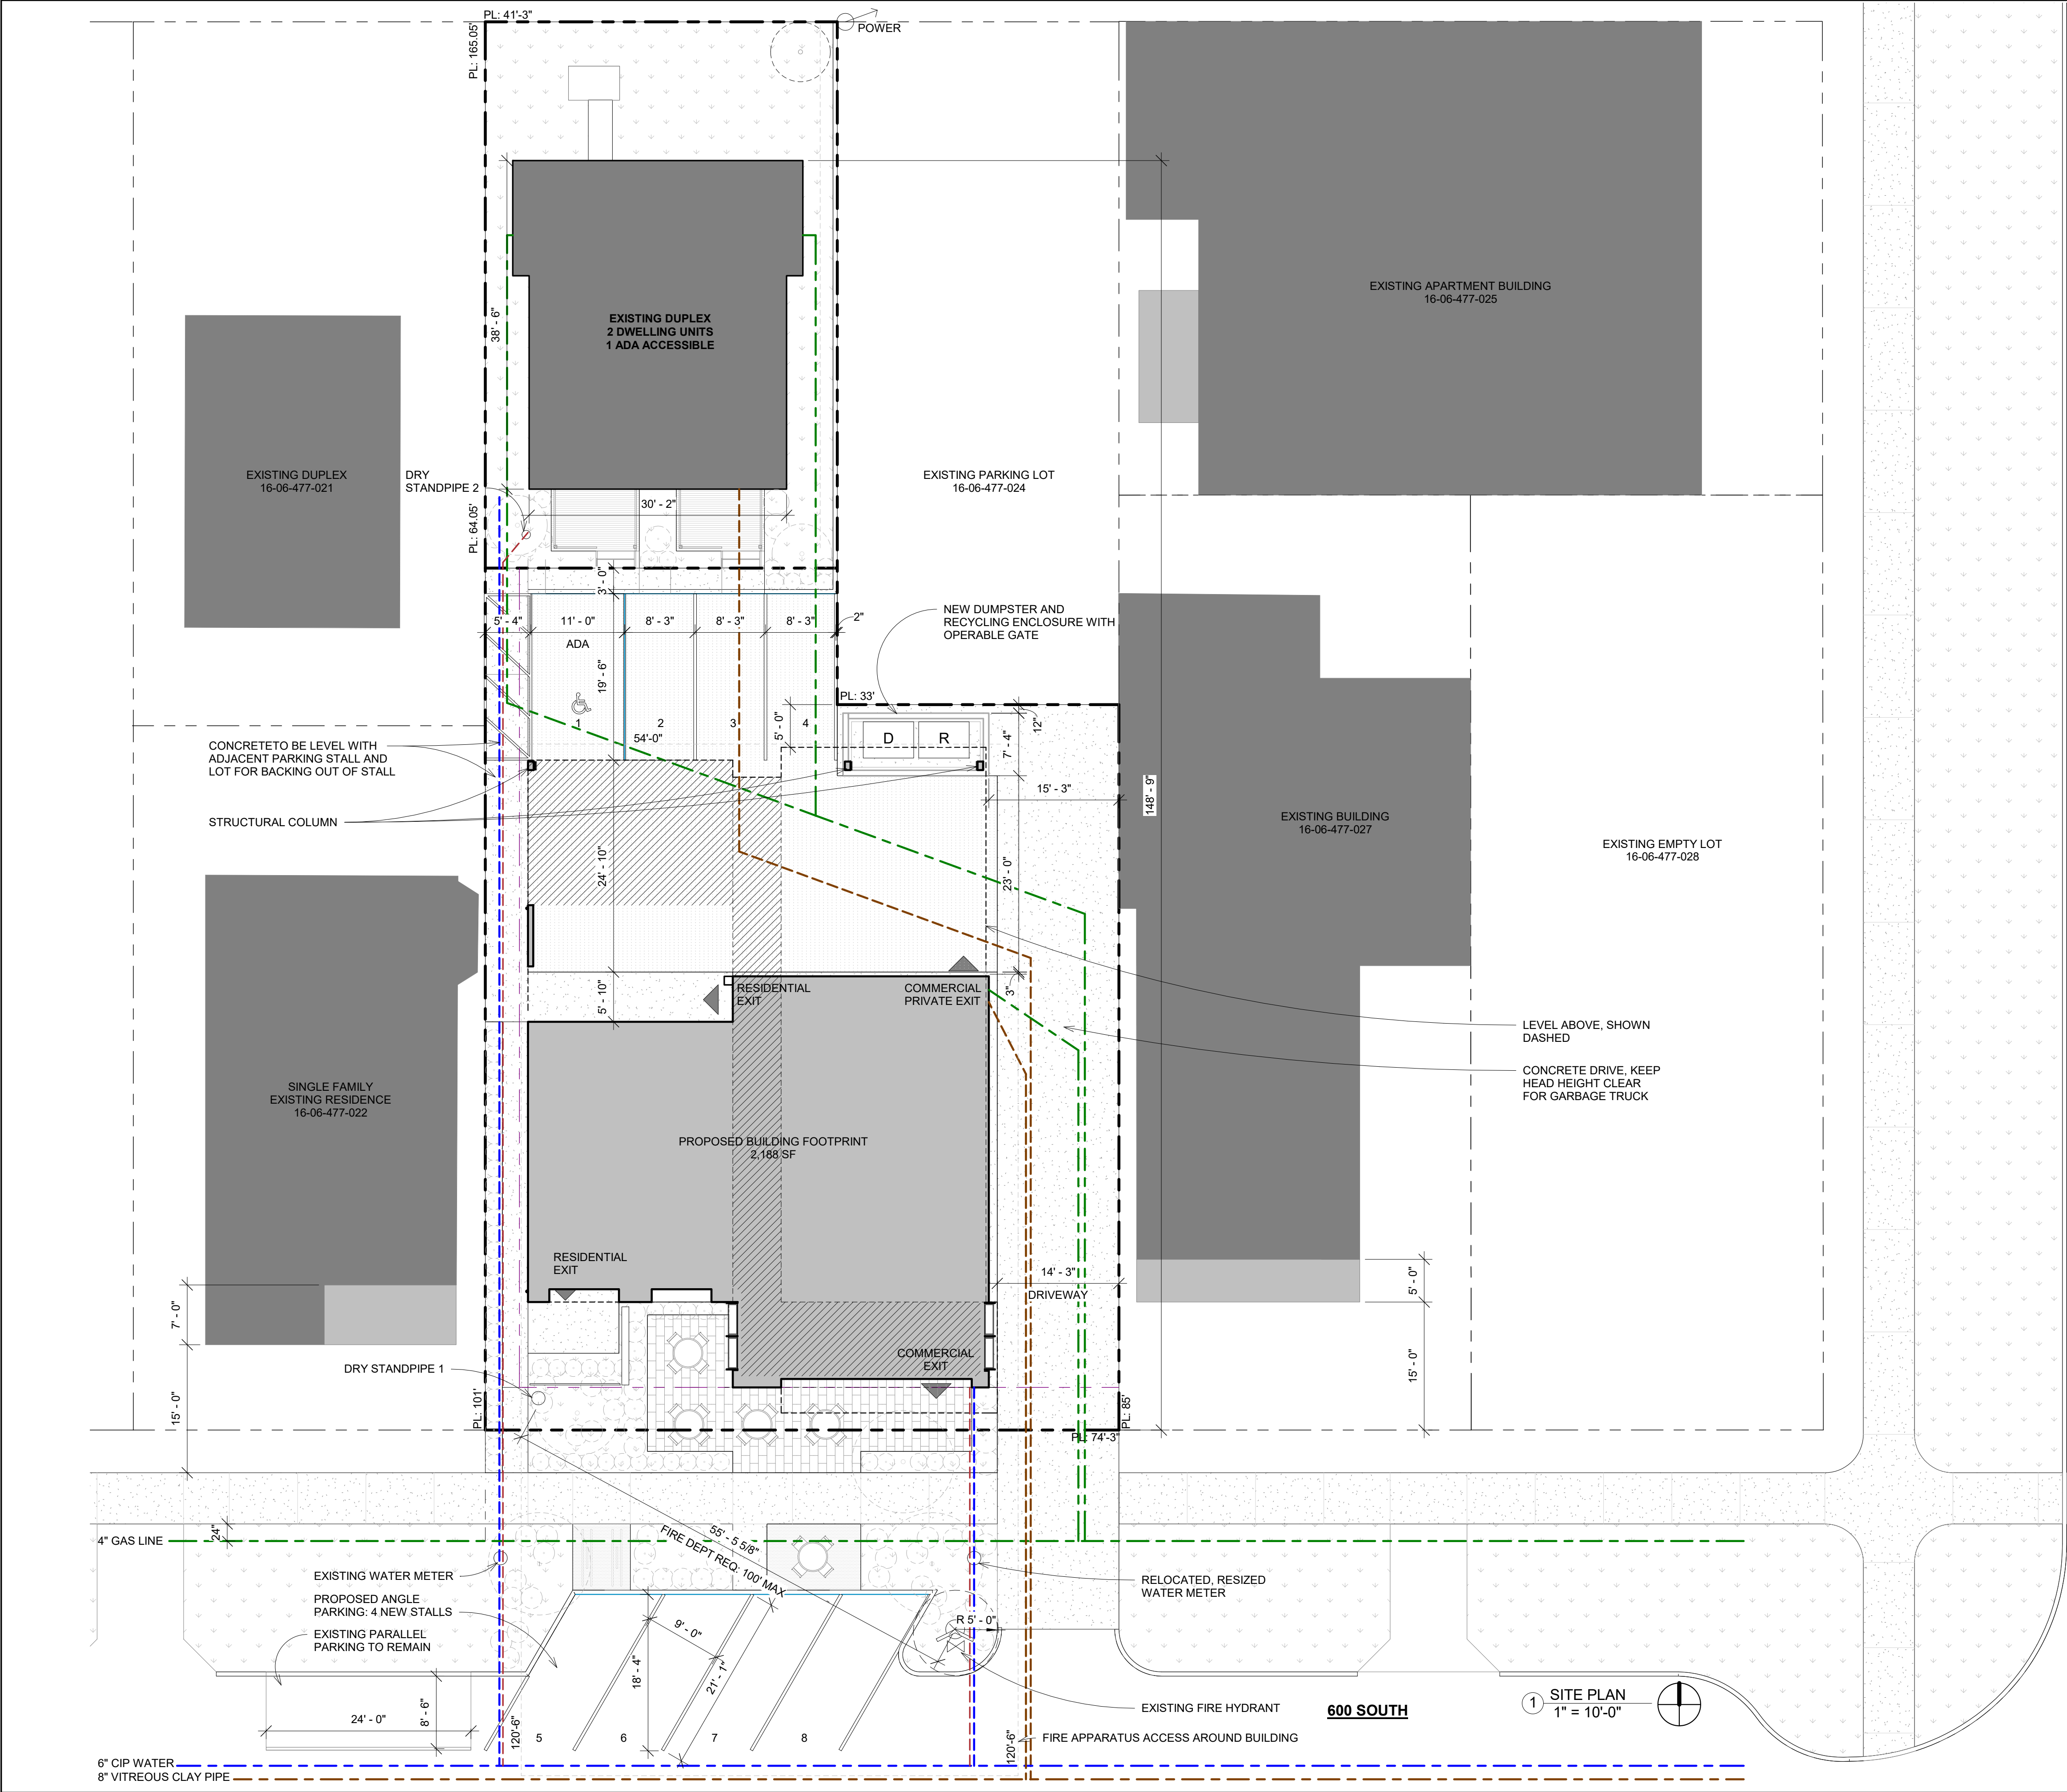 PL: 41'-3"
POWER
PL: 165.05'
EXISTING APARTMENT BUILDING
16-06-477-025
EXISTING DUPLEX
2 DWELLING UNITS
1 ADA ACCESSIBLE
38' - 6"
EXISTING DUPLEX
16-06-477-021
DRY
STANDPIPE 2
EXISTING PARKING LOT
16-06-477-024
30' - 2"
PL: 64.05'
3' - 0"
NEW DUMPSTER AND
RECYCLING ENCLOSURE WITH
OPERABLE GATE
5' - 4"
11' - 0"
8' - 3"
8' - 3"
8' - 3"
2"
ADA
19' - 6"
PL: 33'
1
2
3
4
54'-0"
5' - 0"
D
R
12"
7' - 4"
CONCRETETO BE LEVEL WITH
ADJACENT PARKING STALL AND
LOT FOR BACKING OUT OF STALL
15' - 3"
148' - 9"
STRUCTURAL COLUMN
EXISTING BUILDING
16-06-477-027
EXISTING EMPTY LOT
16-06-477-028
24' - 10"
23' - 0"
RESIDENTIAL
EXIT
COMMERCIAL
PRIVATE EXIT
3"
5' - 10"
LEVEL ABOVE, SHOWN
DASHED
CONCRETE DRIVE, KEEP
HEAD HEIGHT CLEAR
FOR GARBAGE TRUCK
SINGLE FAMILY
EXISTING RESIDENCE
16-06-477-022
PROPOSED BUILDING FOOTPRINT
2,188 SF
RESIDENTIAL
EXIT
14' - 3"
DRIVEWAY
5' - 0"
7' - 0"
COMMERCIAL
EXIT
DRY STANDPIPE 1
15' - 0"
15' - 0"
PL: 101'
PL: 85'
PL: 74'-3"
24"
4" GAS LINE
55' - 5 5/8"
FIRE DEPT REQ: 100' MAX
EXISTING WATER METER
RELOCATED, RESIZED
WATER METER
PROPOSED ANGLE
PARKING: 4 NEW STALLS
EXISTING PARALLEL
PARKING TO REMAIN
R 5' - 0"
9' - 0"
18' - 4"
21' - 1"
8' - 6"
24' - 0"
EXISTING FIRE HYDRANT
600 SOUTH
1
SITE PLAN
1" = 10'-0"
120'-6"
5
6
7
8
120'-6"
FIRE APPARATUS ACCESS AROUND BUILDING
6" CIP WATER
8" VITREOUS CLAY PIPE